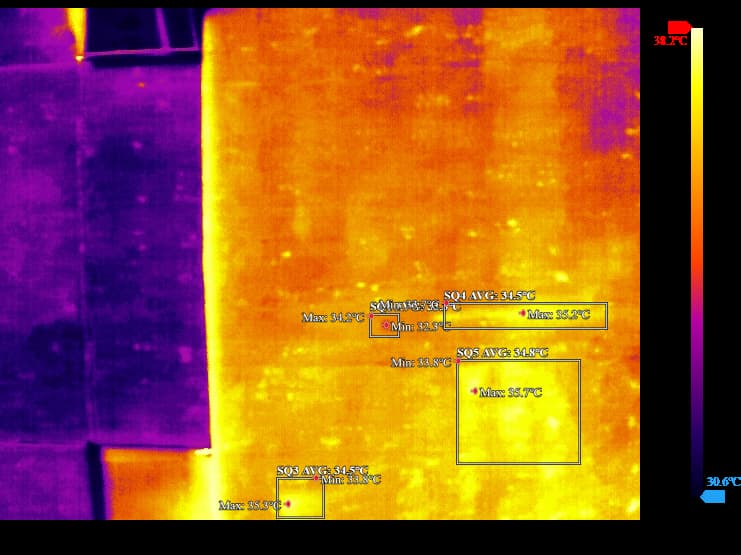 38.2°C
SQ4 AVG: 34.5°C
Max: 34.2°C
Max: 35.2°C
Min: 32.3°C
SQ5 AVG: 34.8°C
Min: 33.8°C
Max: 35.7°C
SQ3 AVG: 34.5°C
Min: 33.8°C
30.6°C
Max: 35.3°C